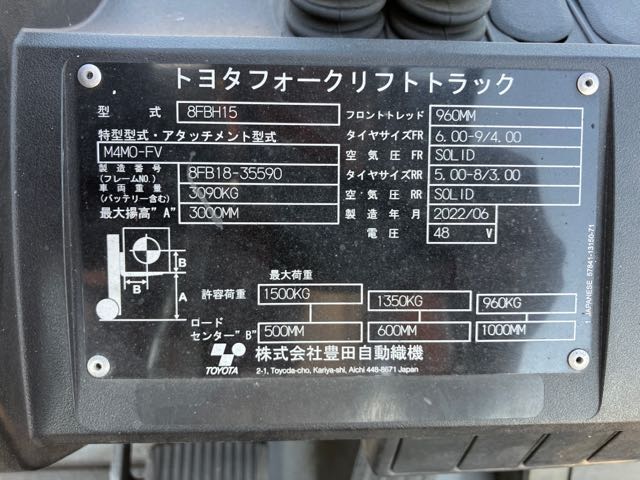 トヨタフォークリフトトラック
型 式 8FBH15 フロントトレッド 960MM
特型型式・アタッチメント型式 タイヤサイズFR 6.00-9/4.00
M4M0-FV 空気圧FR SOLID
製造番号 (フレームNO.) 8FB18-35590 タイヤサイズRR 5.00-8/3.00
車両重量 (バッテリー含む) 3090KG 空気圧RR SOLID
最大揚高"A" 3000MM 製造年月 2022/06
電圧 48 V
B
B
A
最大荷重
許容荷重 1500KG 1350KG 960KG
ロードセンター"B" 500MM 600MM 1000MM
TOYOTA
株式会社豊田自動織機
2-1, Toyoda-cho, Kariya-shi, Aichi 448-8671 Japan
1. JAPANESE 57841-13150-71